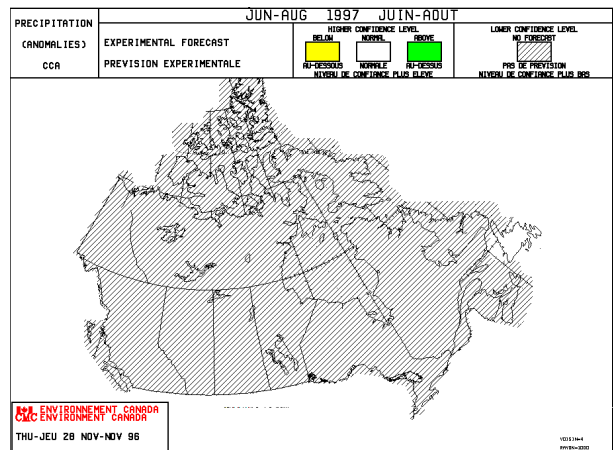 PRECIPITATION
(ANOMALIES)
CCA
JUN-AUG 1997 JUIN-AOUT
EXPERIMENTAL FORECAST
PREVISION EXPERIMENTALE
HIGHER CONFIDENCE LEVEL
BELOW NORMAL ABOVE
AU-DESSOUS NORMALE AU-DESSUS
NIVEAU DE CONFIANCE PLUS ELEVE
LOWER CONFIDENCE LEVEL
NO FORECAST
PAS DE PREVISION
NIVEAU DE CONFIANCE PLUS BAS
ENVIRONNEMENT CANADA
CMC ENVIRONMENT CANADA
THU-JEU 28 NOV-NOV 96